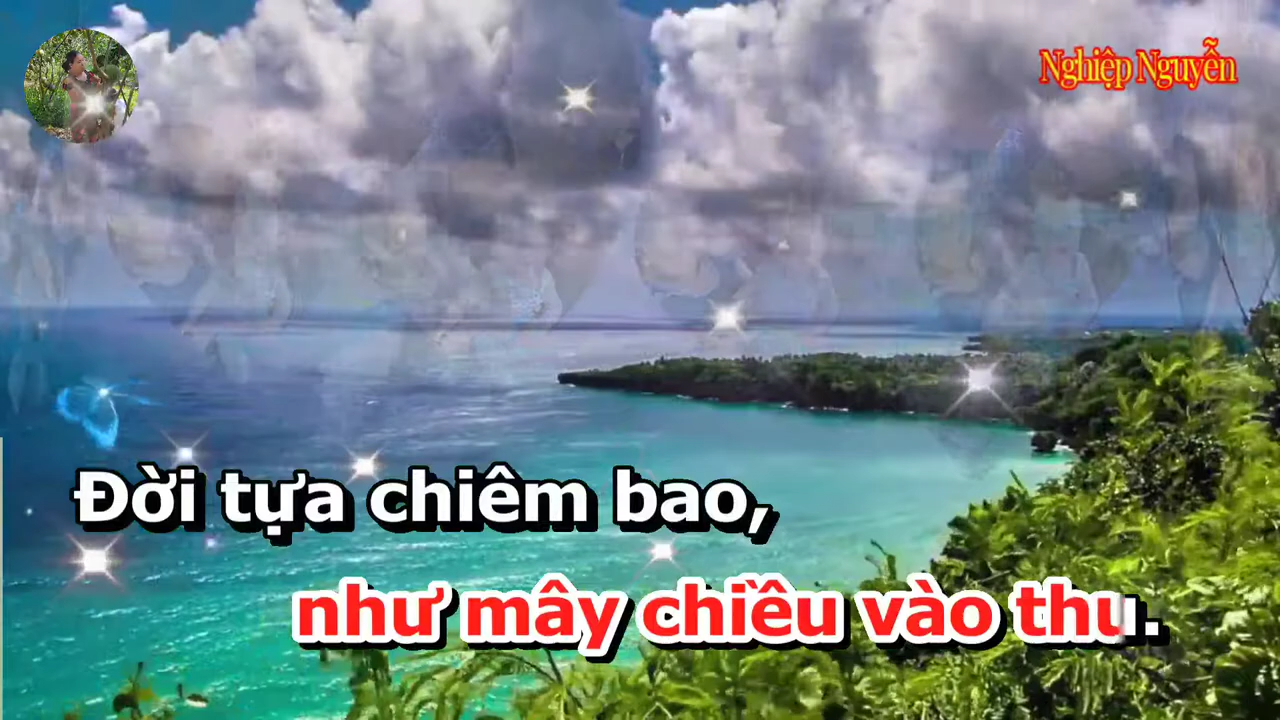 Nghiệp Nguyễn
Đời tựa chiêm bao,
như mây chiều vào thu.